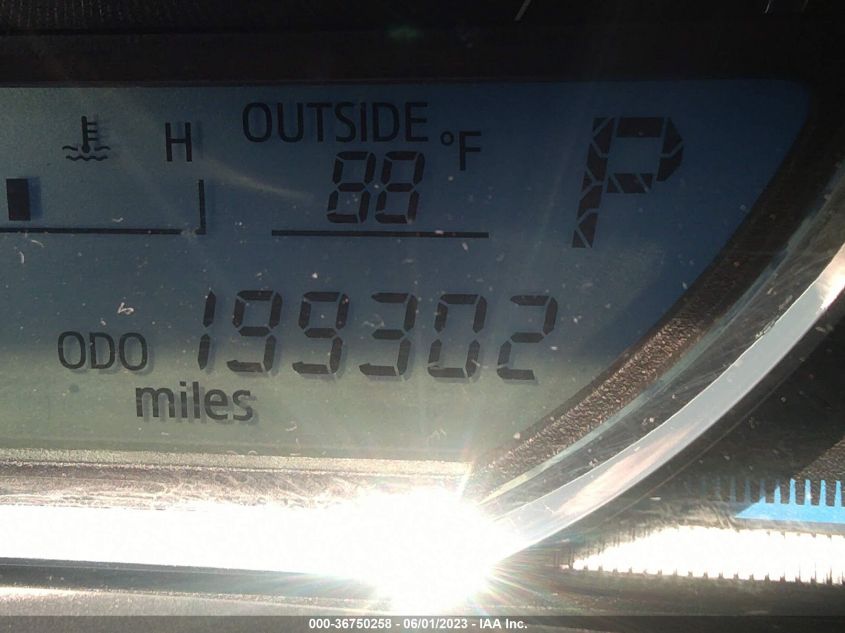 H OUTSIDE
88 °F P
ODO 199302
miles
000-36750258 - 06/01/2023 - IAA Inc.